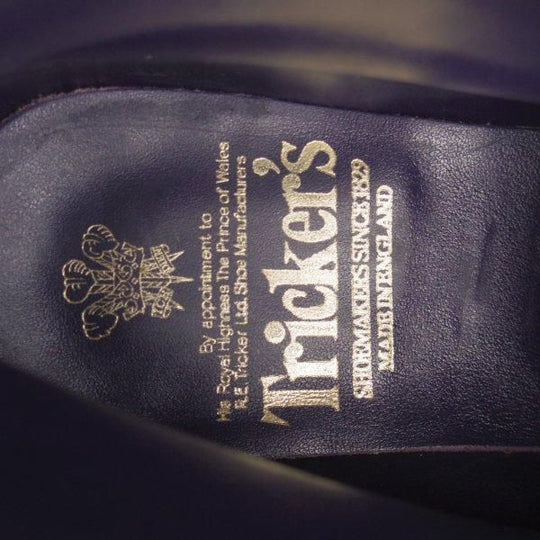 By appointment to
His Royal Highness The Prince of Wales
R.E. Tricker Ltd. Shoe Manufacturers
Tricker's
SHOEMAKERS SINCE 1829
MADE IN ENGLAND